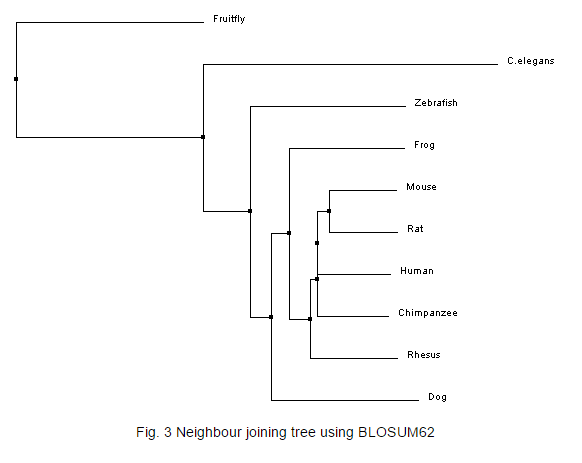 Fruitfly
C.elegans
Zebrafish
Frog
Mouse
Rat
Human
Chimpanzee
Rhesus
Dog
Fig. 3 Neighbour joining tree using BLOSUM62